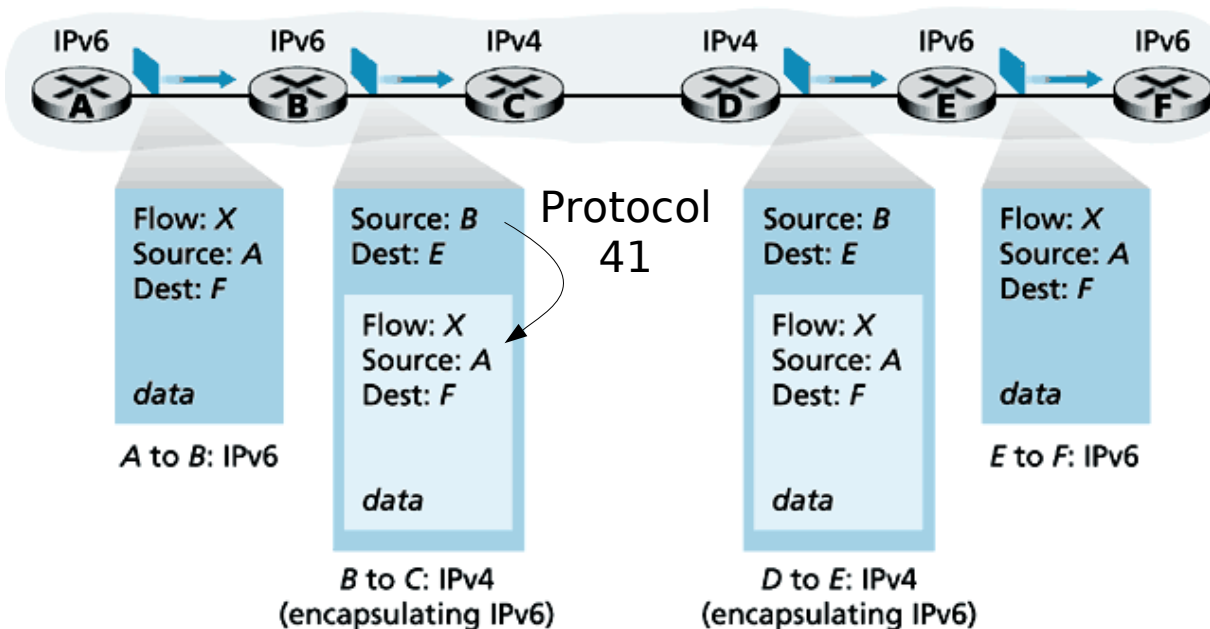 IPv6 IPv6 IPv4 IPv4 IPv6 IPv6
A B C D E F
Flow: X
Source: A
Dest: F
data
A to B: IPv6
Source: B
Dest: E
Flow: X
Source: A
Dest: F
data
B to C: IPv4
(encapsulating IPv6)
Protocol
41
Source: B
Dest: E
Flow: X
Source: A
Dest: F
data
D to E: IPv4
(encapsulating IPv6)
Flow: X
Source: A
Dest: F
data
E to F: IPv6